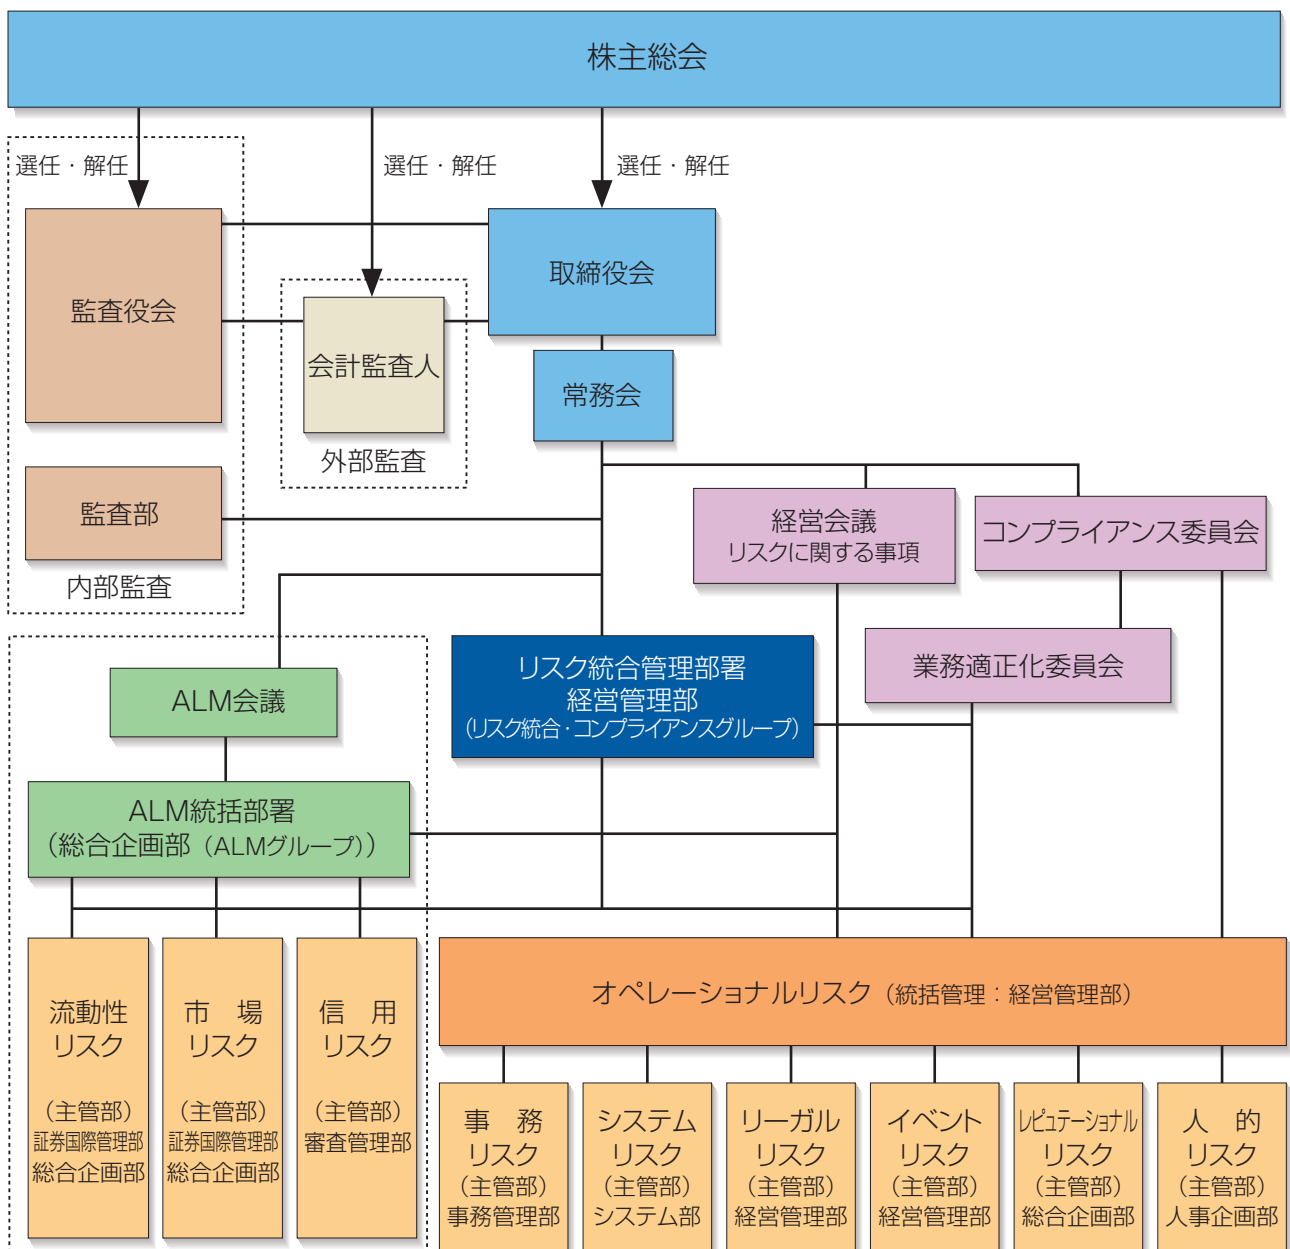 株主総会
選任・解任
選任・解任
選任・解任
監査役会
取締役会
会計監査人
常務会
外部監査
監査部
内部監査
経営会議
リスクに関する事項
コンプライアンス委員会
業務適正化委員会
リスク統合管理部署
経営管理部
（リスク統合・コンプライアンスグループ）
ALM会議
ALM統括部署
（総合企画部（ALMグループ））
オペレーショナルリスク（統括管理：経営管理部）
流動性
リスク
（主管部）
証券国際管理部
総合企画部
市　場
リスク
（主管部）
証券国際管理部
総合企画部
信　用
リスク
（主管部）
審査管理部
事　務
リスク
（主管部）
事務管理部
システム
リスク
（主管部）
システム部
リーガル
リスク
（主管部）
経営管理部
イベント
リスク
（主管部）
経営管理部
レピュテーショナル
リスク
（主管部）
総合企画部
人　的
リスク
（主管部）
人事企画部